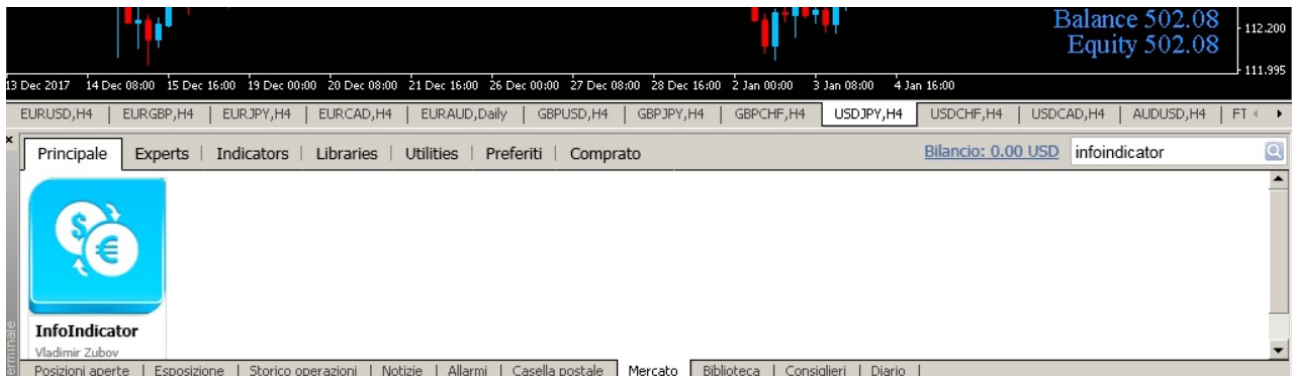 Balance 502.08
112.200
Equity 502.08
111.995
13 Dec 2017 14 Dec 08:00 15 Dec 16:00 19 Dec 00:00 20 Dec 08:00 21 Dec 16:00 26 Dec 00:00 27 Dec 08:00 28 Dec 16:00 2 Jan 00:00 3 Jan 08:00 4 Jan 16:00
EURUSD,H4 | EURGBP,H4 | EURJPY,H4 | EURCAD,H4 | EURAUD,Daily | GBPUSD,H4 | GBPJPY,H4 | GBPCHF,H4 | USDJPY,H4 | USDCHF,H4 | USDCAD,H4 | AUDUSD,H4 | FT
Principale Experts | Indicators | Libraries | Utilities | Preferiti | Comprato Bilancio: 0.00 USD infoindicator
$
€
InfoIndicator
Vladimir Zubov
Posizioni aperte | Esposizione | Storico operazioni | Notizie | Allarmi | Casella postale | Mercato | Biblioteca | Consiglieri | Diario |